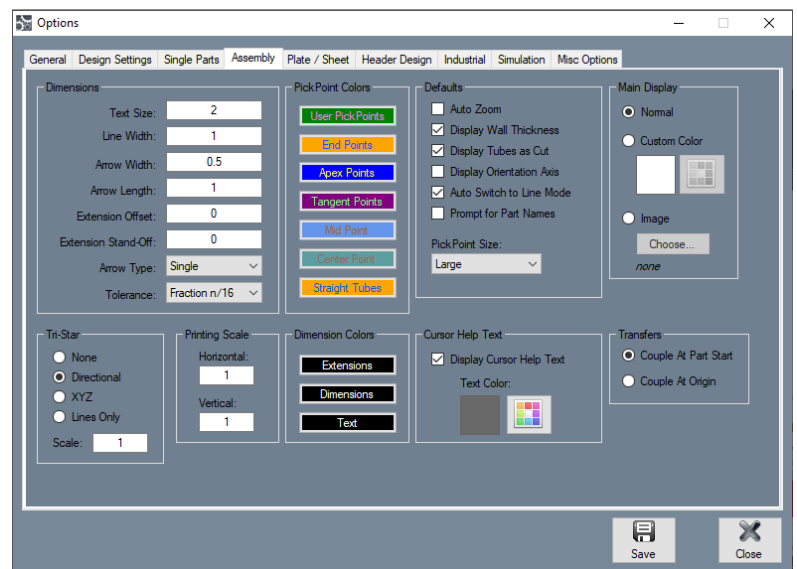 Options
General Design Settings Single Parts Assembly Plate / Sheet Header Design Industrial Simulation Misc Options
Dimensions
Text Size: 2
Line Width: 1
Arrow Width: 0.5
Arrow Length: 1
Extension Offset: 0
Extension Stand-Off: 0
Arrow Type: Single
Tolerance: Fraction n/16
PickPoint Colors
User PickPoints
End Points
Apex Points
Tangent Points
Mid Point
Center Point
Straight Tubes
Defaults
Auto Zoom
Display Wall Thickness
Display Tubes as Cut
Display Orientation Axis
Auto Switch to Line Mode
Prompt for Part Names
PickPoint Size:
Large
Main Display
Normal
Custom Color
Image
Choose...
none
Tri-Star
None
Directional
XYZ
Lines Only
Scale: 1
Printing Scale
Horizontal:
1
Vertical:
1
Dimension Colors
Extensions
Dimensions
Text
Cursor Help Text
Display Cursor Help Text
Text Color:
Transfers
Couple At Part Start
Couple At Origin
Save
Close